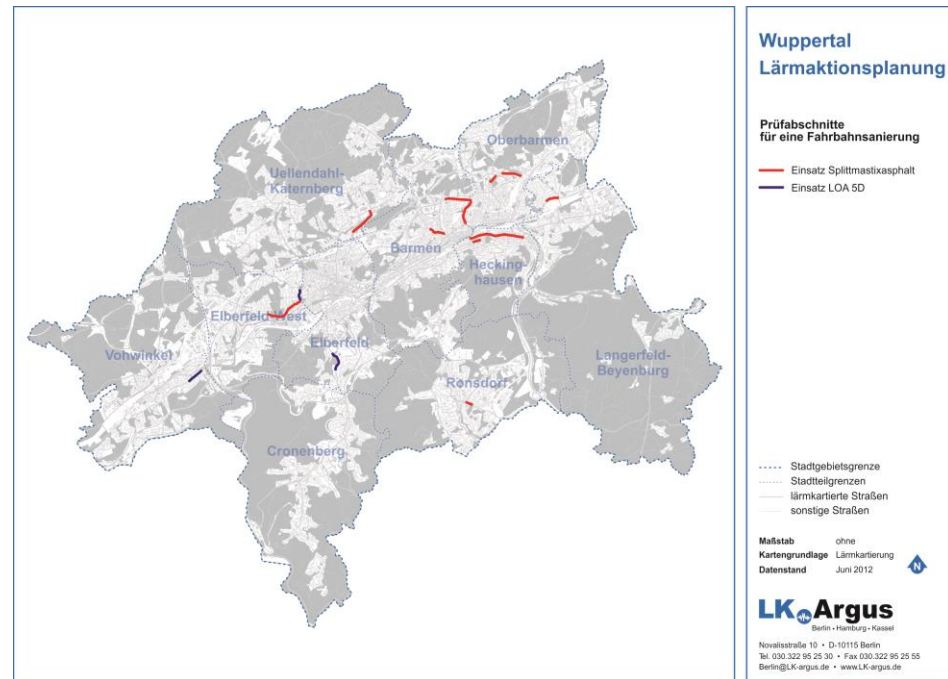 Oberbarmen
Uellendahl-
Katernberg
Barmen
Hecking-
hausen
Elberfeld West
Elberfeld
Vohwinkel
Langerfeld-
Beyenburg
Ronsdorf
Cronenberg
Wuppertal
Lärmaktionsplanung
Prüfabschnitte
für eine Fahrbahnsanierung
Einsatz Splittmastixasphalt
Einsatz LOA 5D
Stadtgebietsgrenze
Stadtteilgrenzen
lärmkartierte Straßen
sonstige Straßen
Maßstab ohne
Kartengrundlage Lärmkartierung
Datenstand Juni 2012
N
LK Argus
Berlin • Hamburg • Kassel
Novalisstraße 10 • D-10115 Berlin
Tel. 030.322 95 25 30 • Fax 030.322 95 25 55
Berlin@LK-argus.de • www.LK-argus.de